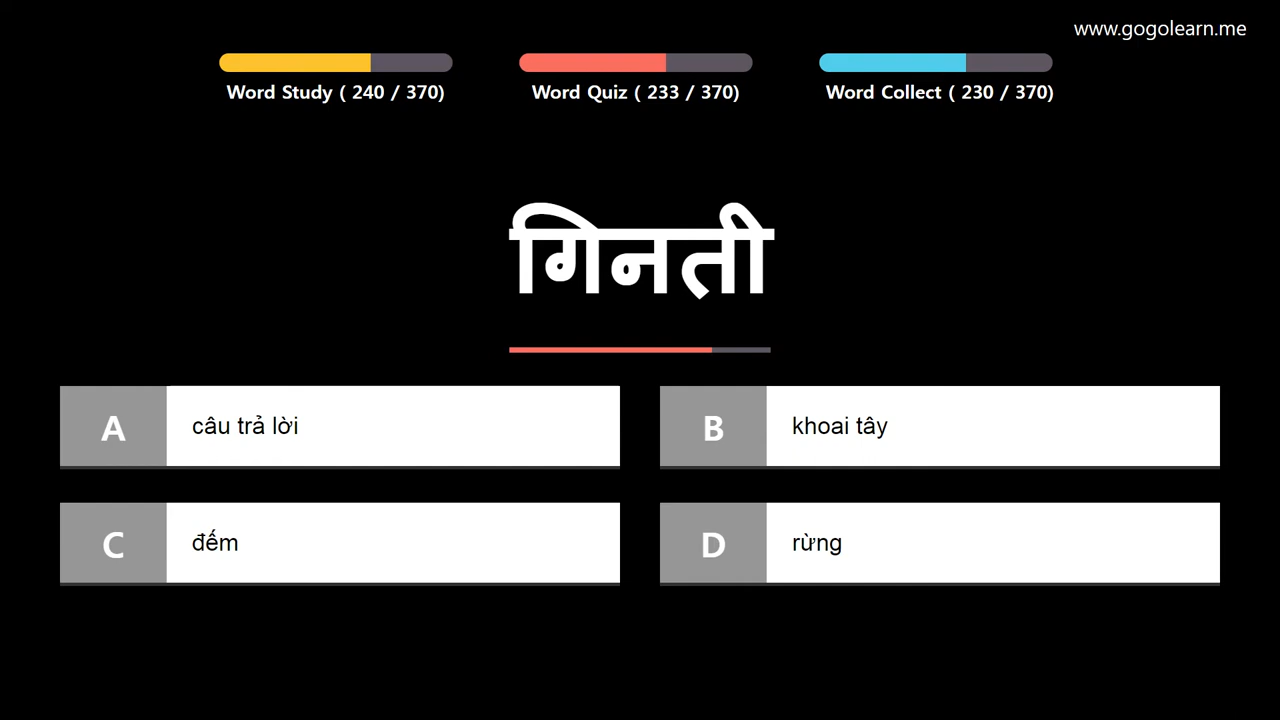 www.gogolearn.me
Word Study ( 240 / 370)
Word Quiz ( 233 / 370)
Word Collect ( 230 / 370)
गिनती
A
câu trả lời
B
khoai tây
C
đếm
D
rừng